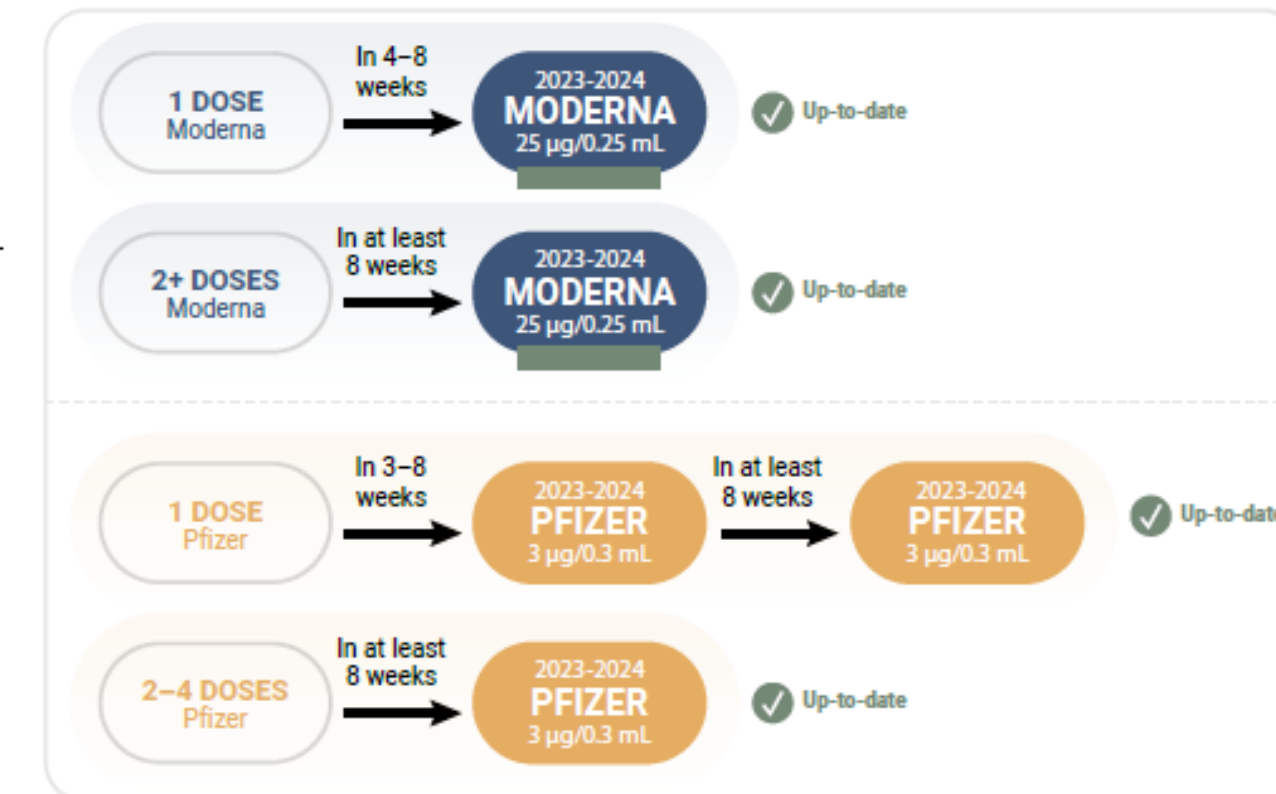 In 4–8
weeks
1 DOSE
Moderna
2023-2024
MODERNA
25 µg/0.25 mL
Up-to-date
In at least
8 weeks
2+ DOSES
Moderna
2023-2024
MODERNA
25 µg/0.25 mL
Up-to-date
In 3–8
weeks
1 DOSE
Pfizer
2023-2024
PFIZER
3 µg/0.3 mL
In at least
8 weeks
2023-2024
PFIZER
3 µg/0.3 mL
Up-to-date
In at least
8 weeks
2–4 DOSES
Pfizer
2023-2024
PFIZER
3 µg/0.3 mL
Up-to-date